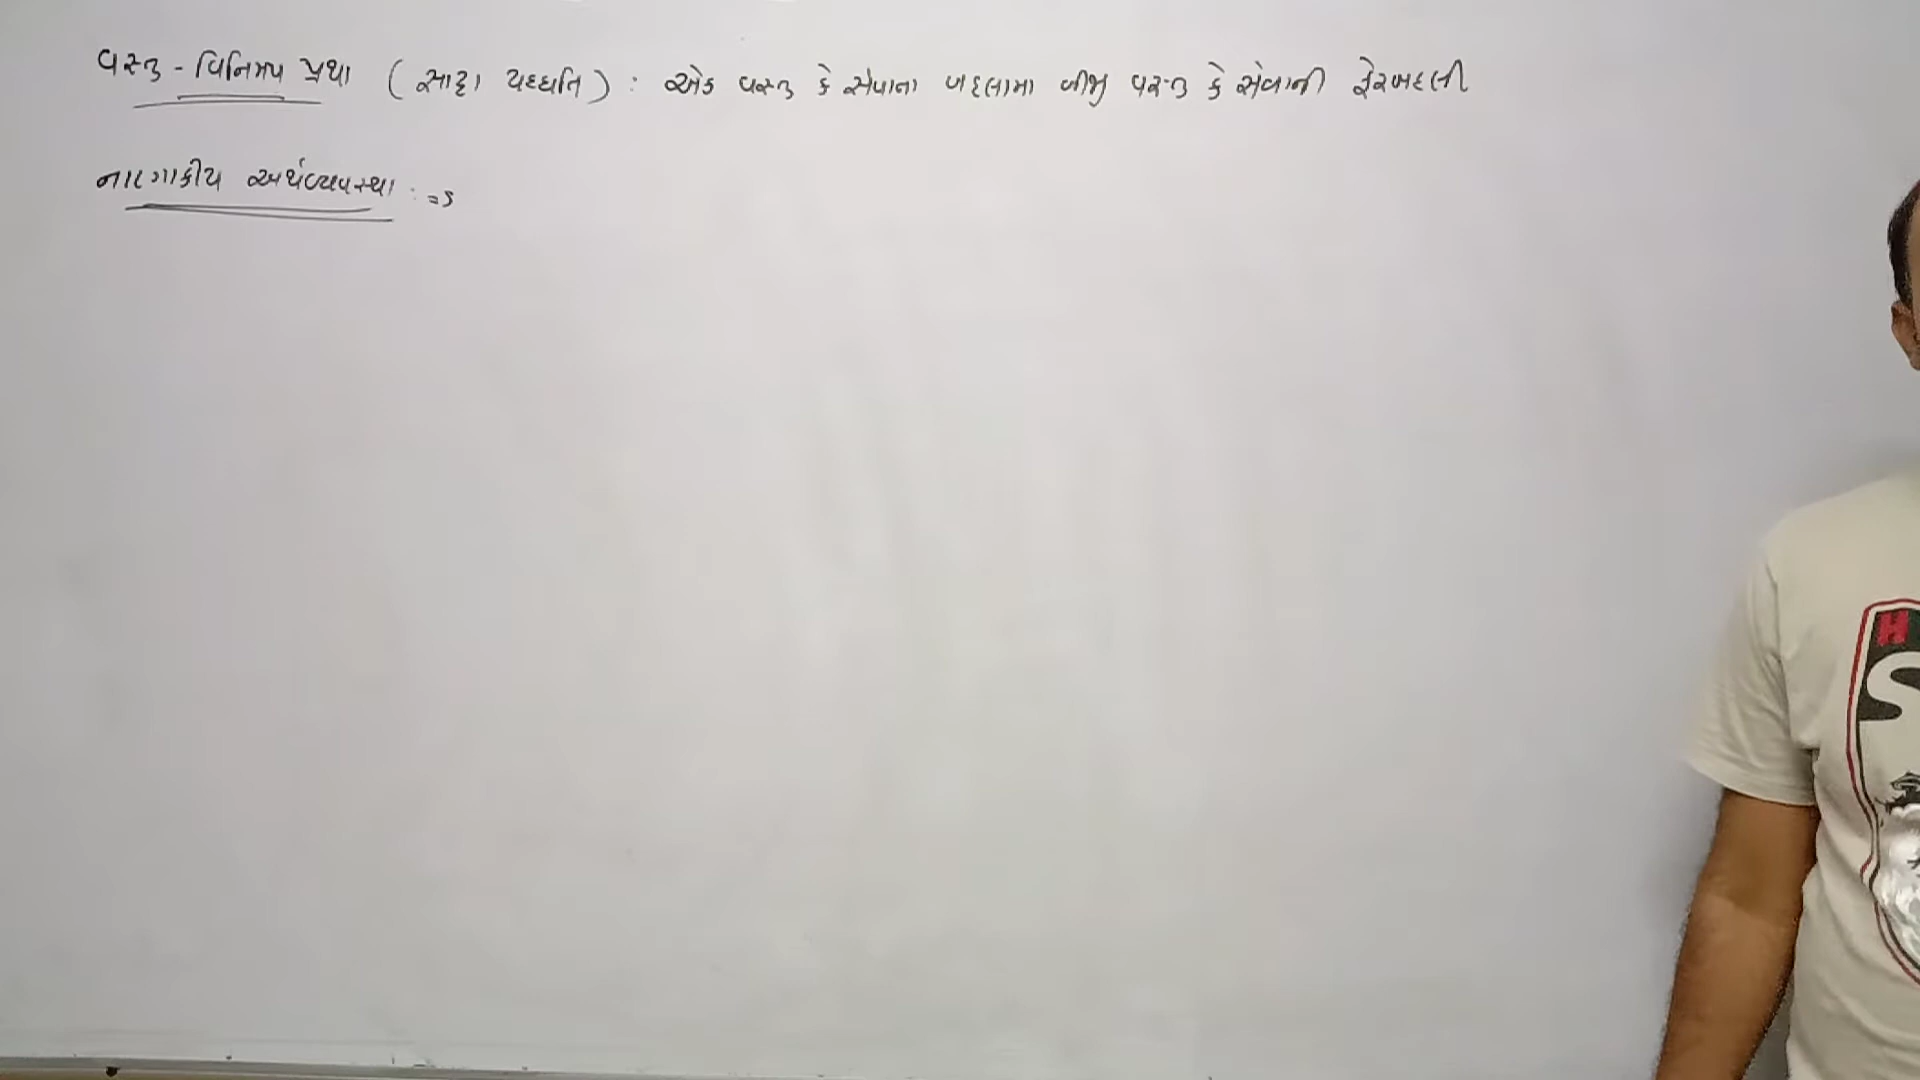 વસ્તુ - વિનિમય પ્રથા ( સાટા પદ્ધતિ ) : એક વસ્તુ કે સેવાના બદલામા બીજી વસ્તુ કે સેવાની ફેરબદલી
નાણાકીય અર્થવ્યવસ્થા : =>
H
S